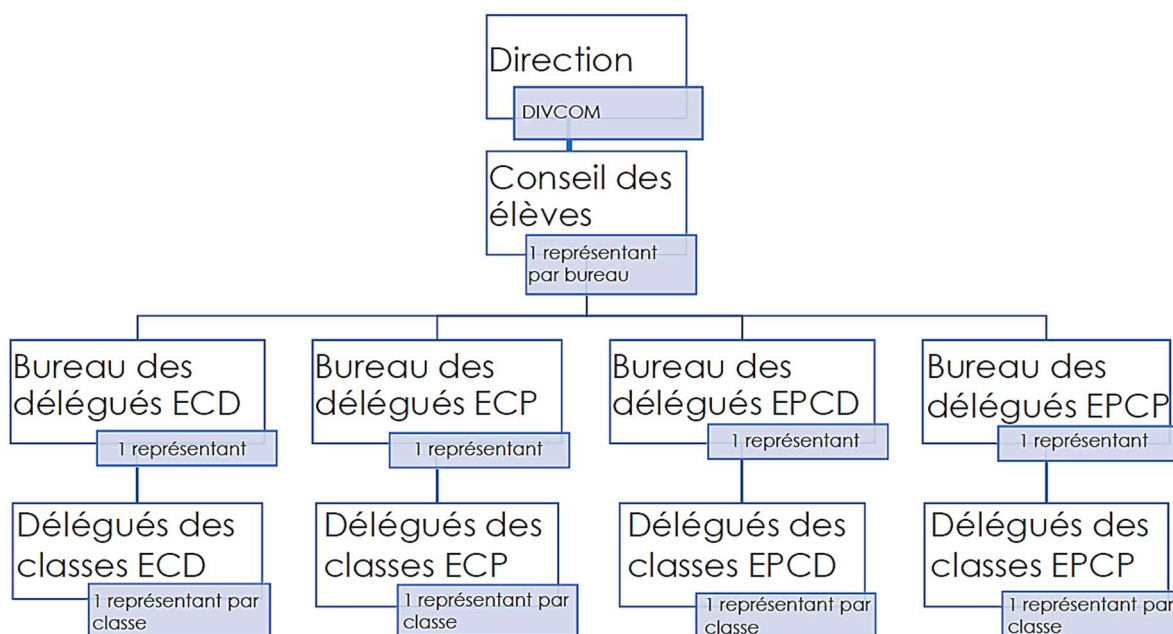 Direction
DIVCOM
Conseil des
élèves
1 représentant
par bureau
Bureau des
délégués ECD
1 représentant
Bureau des
délégués ECP
1 représentant
Bureau des
délégués EPCD
1 représentant
Bureau des
délégués EPCP
1 représentant
Délégués des
classes ECD
1 représentant par
classe
Délégués des
classes ECP
1 représentant par
classe
Délégués des
classes EPCD
1 représentant par
classe
Délégués des
classes EPCP
1 représentant par
classe